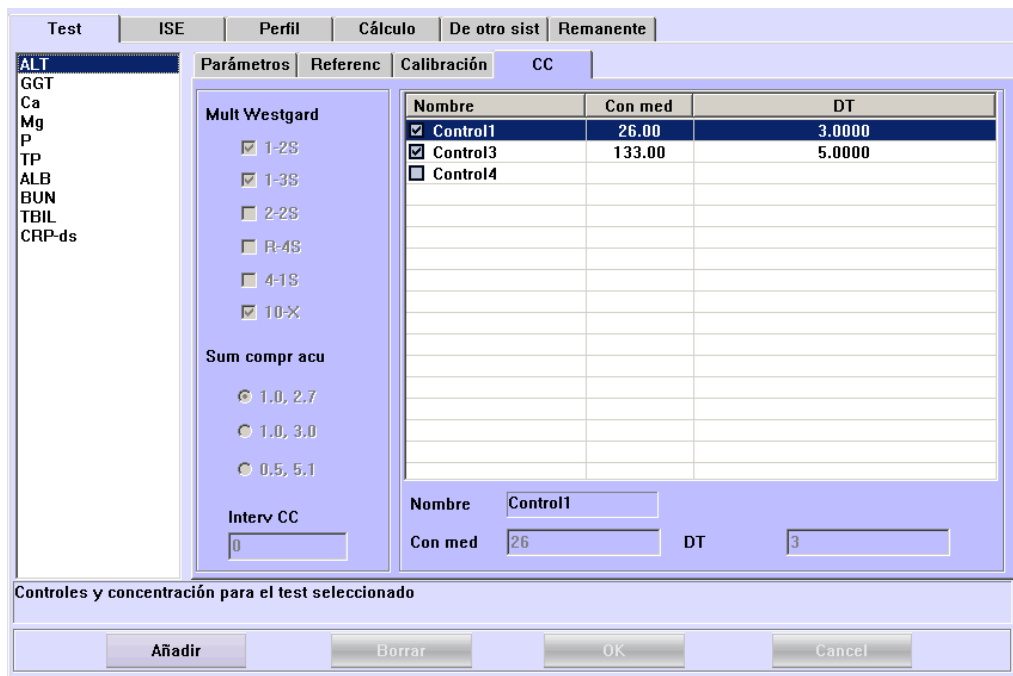 Test ISE Perfil Cálculo De otro sist Remanente
ALT
GGT
Ca
Mg
P
TP
ALB
BUN
TBIL
CRP-ds
Parámetros Referenc Calibración CC
Mult Westgard
1-2S
1-3S
2-2S
R-4S
4-1S
10-X
Sum compr acu
1.0, 2.7
1.0, 3.0
0.5, 5.1
Interv CC
0
Nombre Con med DT
Control1 26.00 3.0000
Control3 133.00 5.0000
Control4
Nombre Control1
Con med 26 DT 3
Controles y concentración para el test seleccionado
Añadir Borrar OK Cancel